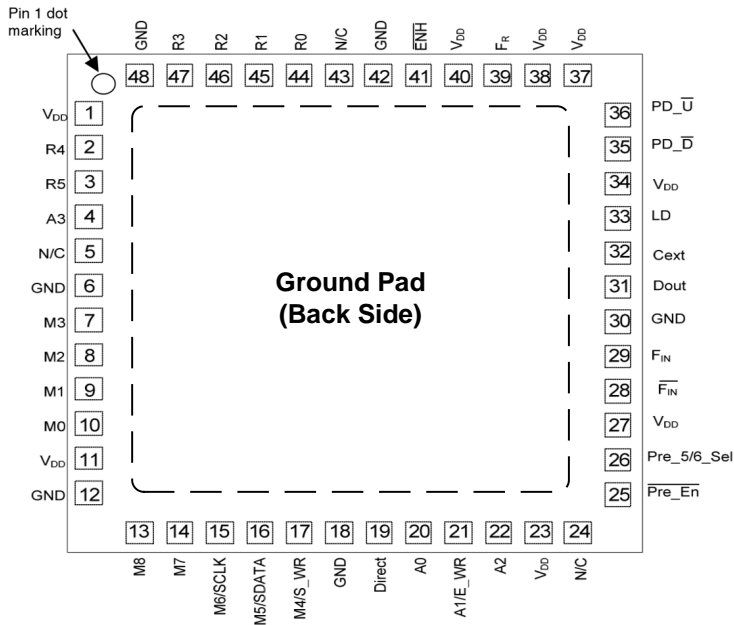 Pin 1 dot
marking
GND R3 R2 R1 R0 N/C GND E̅N̅H̅ VDD FR VDD VDD
48 47 46 45 44 43 42 41 40 39 38 37
VDD 1
R4 2
R5 3
A3 4
N/C 5
GND 6
M3 7
M2 8
M1 9
M0 10
VDD 11
GND 12
Ground Pad
(Back Side)
36 PD_U̅
35 PD_D̅
34 VDD
33 LD
32 Cext
31 Dout
30 GND
29 FIN
28 F̅I̅N̅
27 VDD
26 Pre_5/6_Sel
25 P̅r̅e̅_̅E̅n̅
13 14 15 16 17 18 19 20 21 22 23 24
M8 M7 M6/SCLK M5/SDATA M4/S_WR GND Direct A0 A1/E_WR A2 VDD N/C